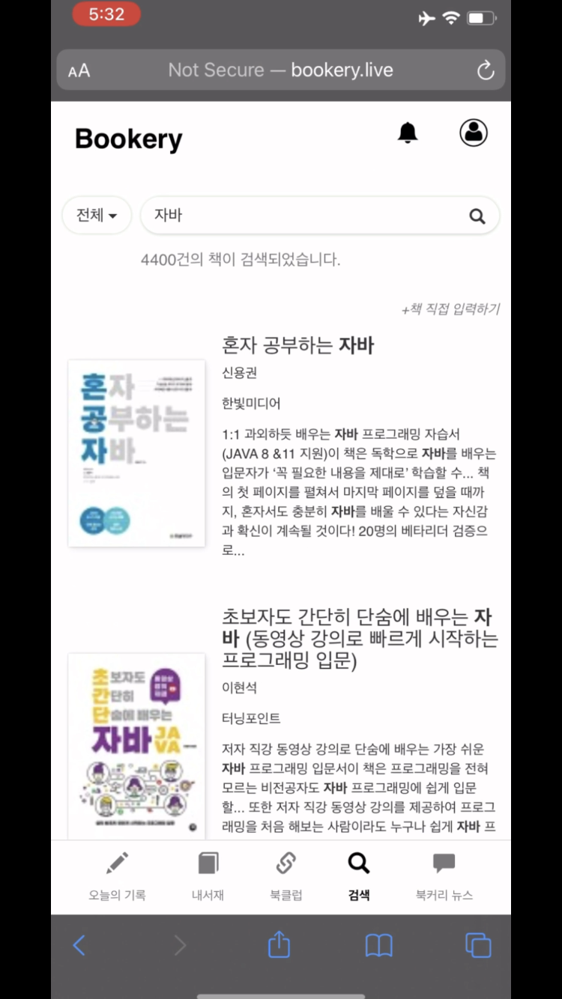 5:32
AA Not Secure — bookery.live
Bookery
전체 자바
4400건의 책이 검색되었습니다.
+책 직접 입력하기
혼자 공부하는 자바
신용권
한빛미디어
1:1 과외하듯 배우는 자바 프로그래밍 자습서
(JAVA 8 &11 지원)이 책은 독학으로 자바를 배우는
입문자가 ‘꼭 필요한 내용을 제대로’ 학습할 수... 책
의 첫 페이지를 펼쳐서 마지막 페이지를 덮을 때까
지, 혼자서도 충분히 자바를 배울 수 있다는 자신감
과 확신이 계속될 것이다! 20명의 베타리더 검증으
로...
혼자
공부하는
자바
초보자도 간단히 단숨에 배우는 자
바 (동영상 강의로 빠르게 시작하는
프로그래밍 입문)
이현석
터닝포인트
저자 직강 동영상 강의로 단숨에 배우는 가장 쉬운
자바 프로그래밍 입문서이 책은 프로그래밍을 전혀
모르는 비전공자도 자바 프로그래밍에 쉽게 입문
할... 또한 저자 직강 동영상 강의를 제공하여 프로그
래밍을 처음 해보는 사람이라도 누구나 쉽게 자바 프
초보자도
간단히
단숨에 배우는
자바 JAVA
오늘의 기록 내서재 북클럽 검색 북커리 뉴스